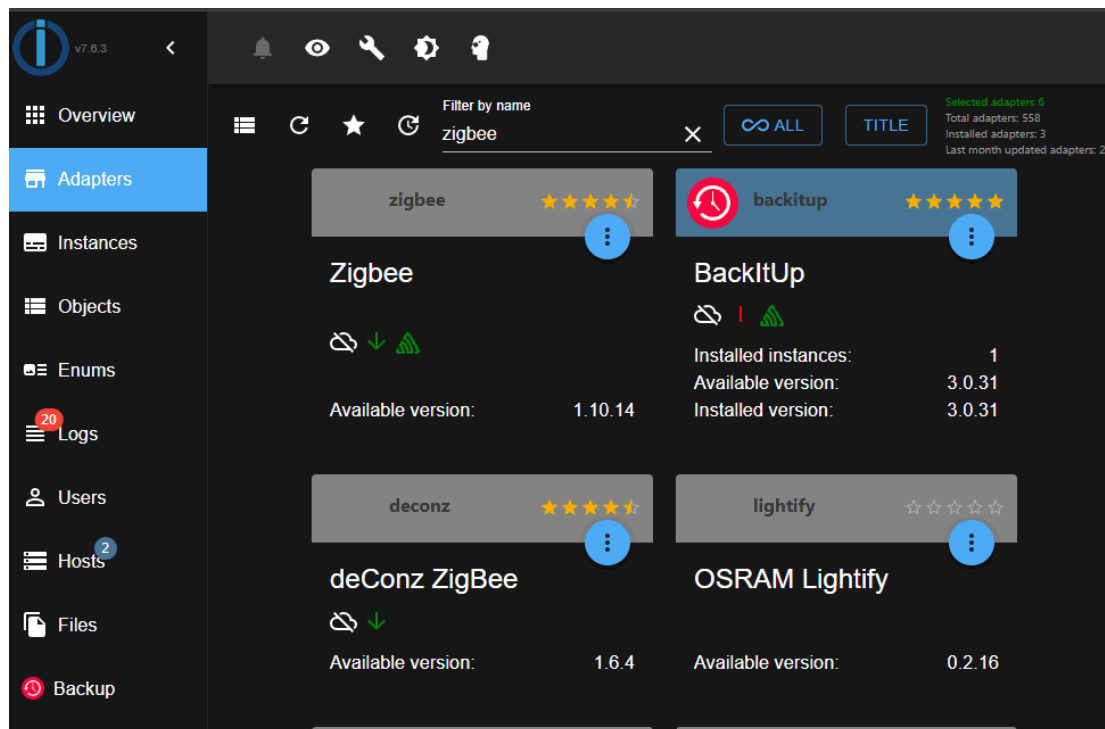 v7.6.3
Overview
Adapters
Instances
Objects
Enums
20
Logs
Users
2
Hosts
Files
Backup
Filter by name
zigbee
ALL
TITLE
Selected adapters 6
Total adapters: 558
Installed adapters: 3
Last month updated adapters: 2
zigbee
Zigbee
Available version: 1.10.14
backitup
BackItUp
Installed instances: 1
Available version: 3.0.31
Installed version: 3.0.31
deconz
deConz ZigBee
Available version: 1.6.4
lightify
OSRAM Lightify
Available version: 0.2.16